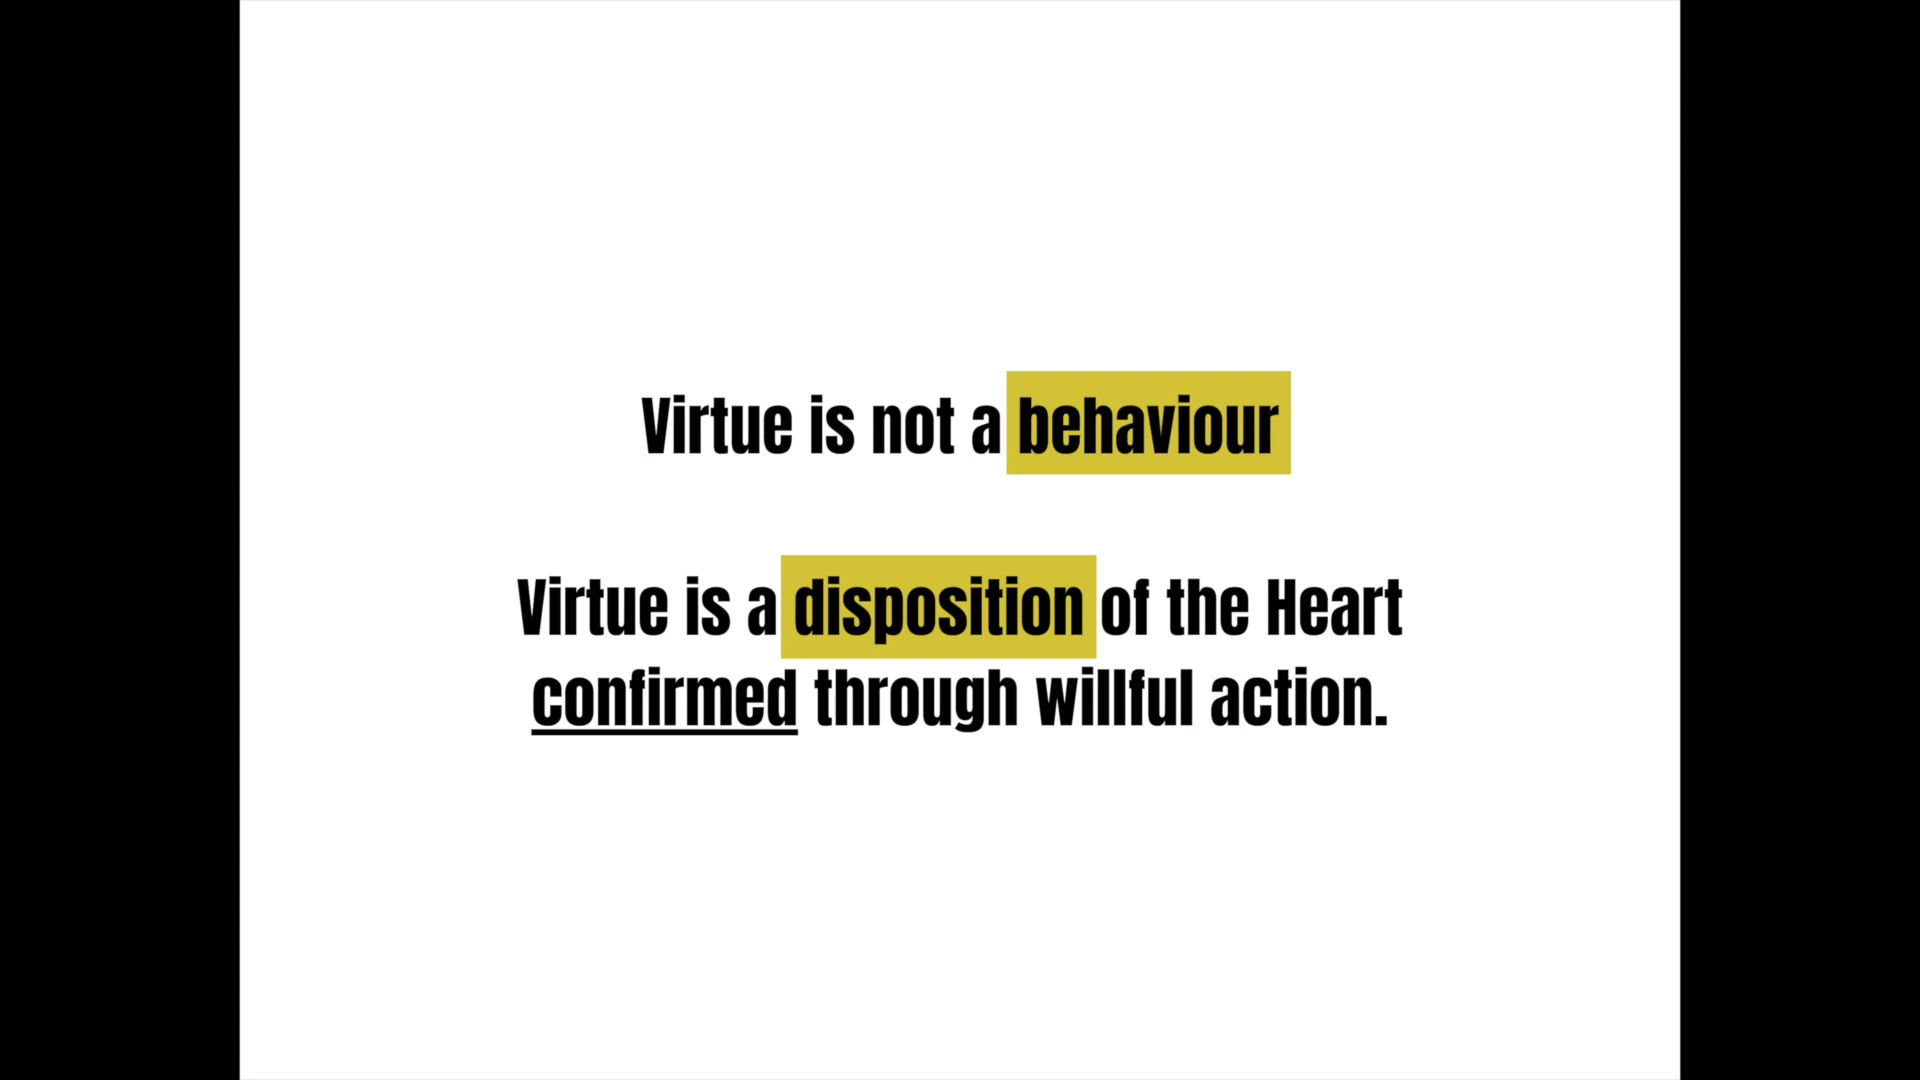 Virtue is not a behaviour
Virtue is a disposition of the Heart
confirmed through willful action.